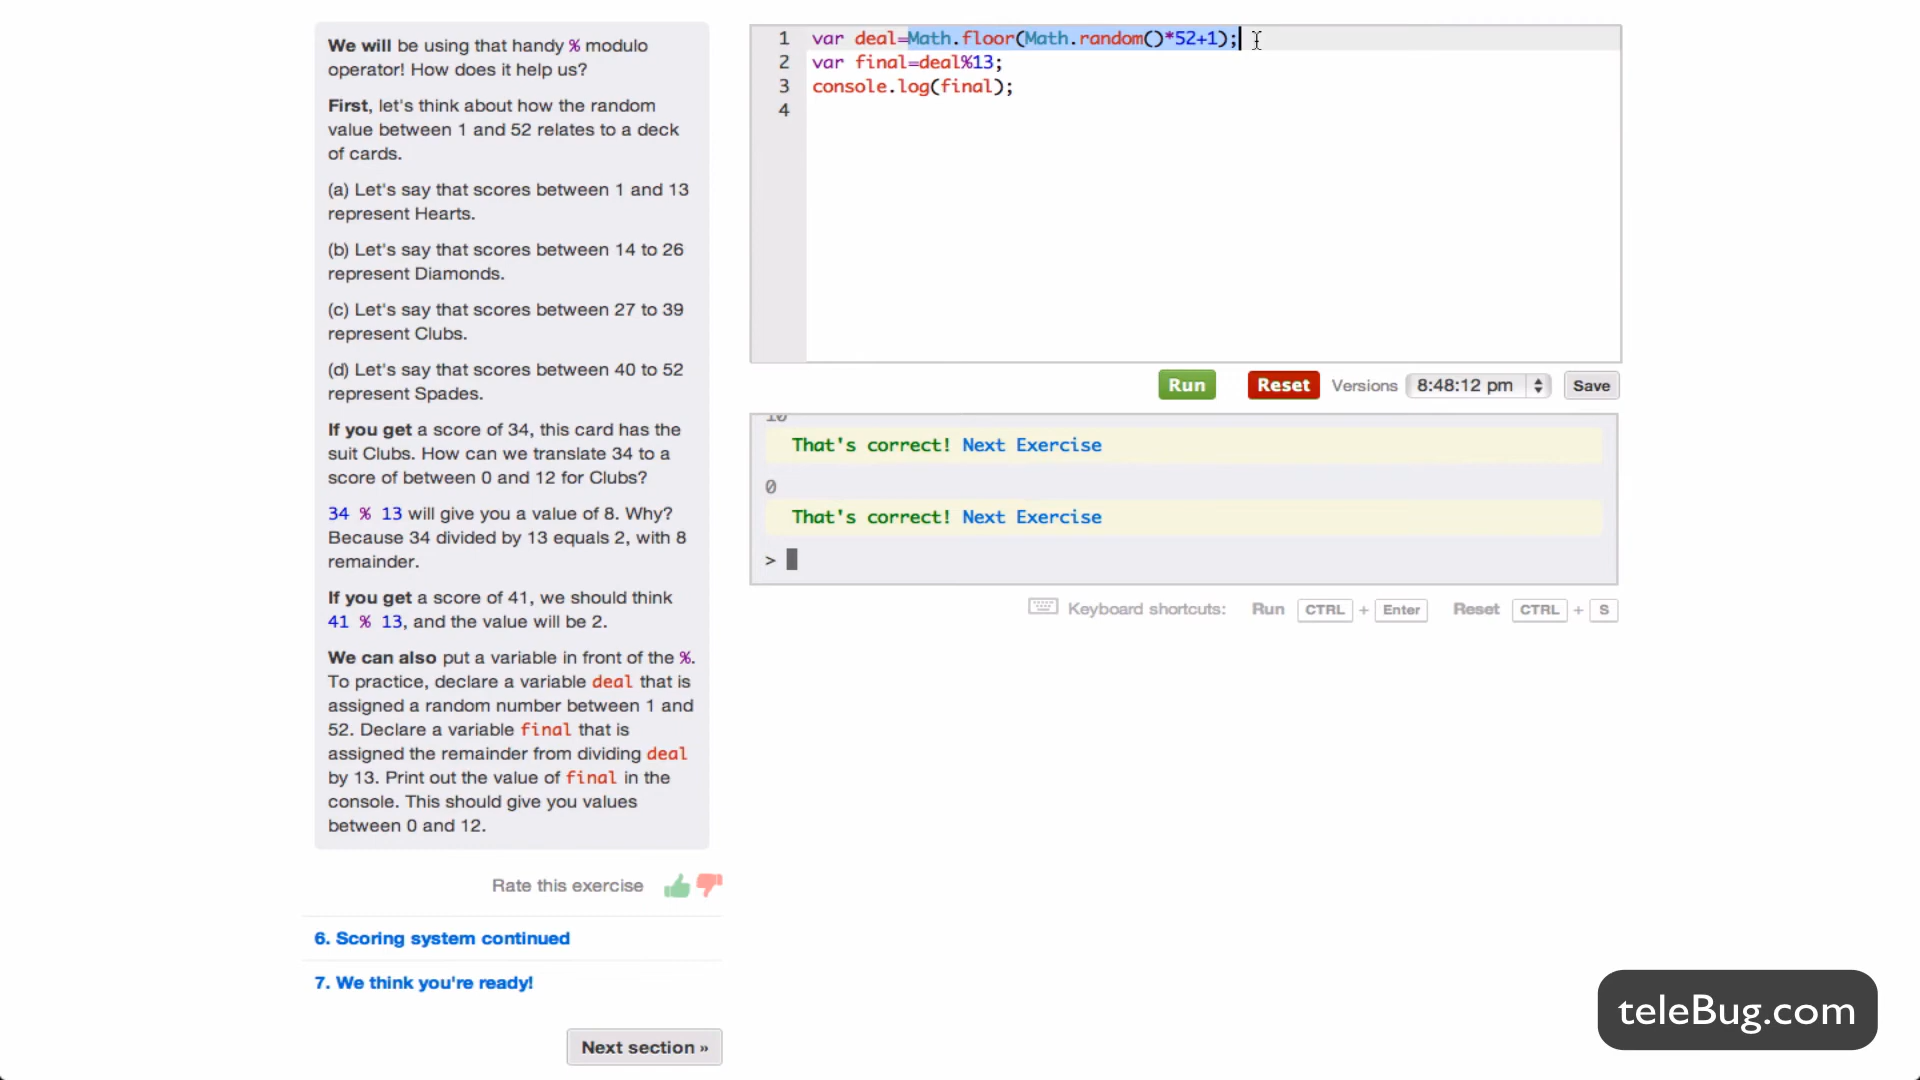 We will be using that handy % modulo
operator! How does it help us?
First, let's think about how the random
value between 1 and 52 relates to a deck
of cards.
(a) Let's say that scores between 1 and 13
represent Hearts.
(b) Let's say that scores between 14 to 26
represent Diamonds.
(c) Let's say that scores between 27 to 39
represent Clubs.
(d) Let's say that scores between 40 to 52
represent Spades.
If you get a score of 34, this card has the
suit Clubs. How can we translate 34 to a
score of between 0 and 12 for Clubs?
34 % 13 will give you a value of 8. Why?
Because 34 divided by 13 equals 2, with 8
remainder.
If you get a score of 41, we should think
41 % 13, and the value will be 2.
We can also put a variable in front of the %.
To practice, declare a variable deal that is
assigned a random number between 1 and
52. Declare a variable final that is
assigned the remainder from dividing deal
by 13. Print out the value of final in the
console. This should give you values
between 0 and 12.
Rate this exercise
6. Scoring system continued
7. We think you're ready!
Next section »
1 var deal=Math.floor(Math.random()*52+1);
2 var final=deal%13;
3 console.log(final);
4
Run Reset Versions 8:48:12 pm Save
10
That's correct! Next Exercise
0
That's correct! Next Exercise
>
Keyboard shortcuts: Run CTRL + Enter Reset CTRL + S
teleBug.com